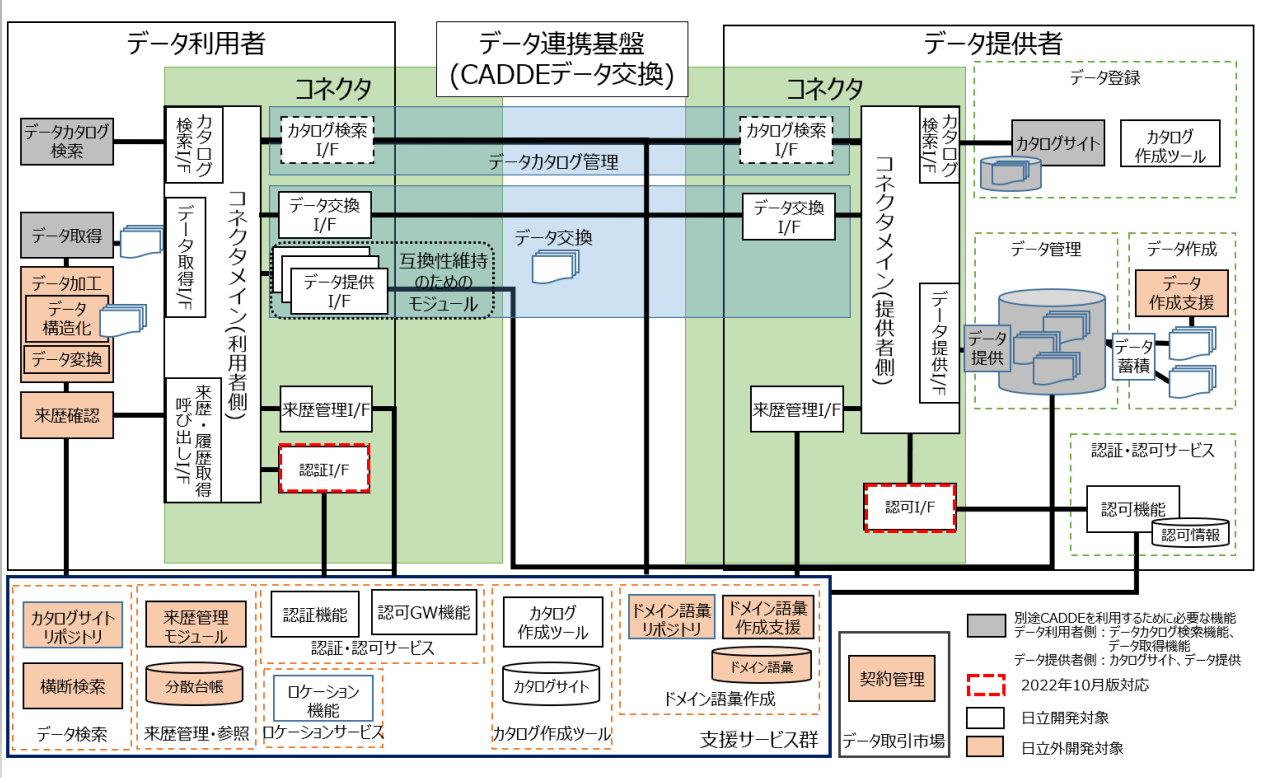 データ利用者
データ連携基盤
(CADDEデータ交換)
データ提供者
コネクタ
コネクタ
データ登録
データカタログ
検索
カタログ
検索I/F
カタログ検索
I/F
データカタログ管理
カタログ検索
I/F
カタログ
検索I/F
カタログサイト
カタログ
作成ツール
データ取得
データ取得I/F
コネクタメイン(利用者側)
データ交換
I/F
データ交換
データ交換
I/F
コネクタメイン(提供者側)
データ提供
I/F
互換性維持
のための
モジュール
データ管理
データ作成
データ
作成支援
データ加工
データ
構造化
データ変換
データ提供I/F
データ
提供
データ
蓄積
来歴確認
来歴・履歴取得
呼び出しI/F
来歴管理I/F
認証I/F
来歴管理I/F
認可I/F
認証・認可サービス
認可機能
認可情報
カタログサイト
リポジトリ
横断検索
データ検索
来歴管理
モジュール
分散台帳
来歴管理・参照
認証機能
認可GW機能
認証・認可サービス
ロケーション
機能
ロケーションサービス
カタログ
作成ツール
カタログサイト
カタログ作成ツール
ドメイン語彙
リポジトリ
ドメイン語彙
作成支援
ドメイン語彙
ドメイン語彙作成
支援サービス群
契約管理
データ取引市場
別途CADDEを利用するために必要な機能
データ利用者側：データカタログ検索機能、
データ取得機能
データ提供者側：カタログサイト、データ提供
2022年10月版対応
日立開発対象
日立外開発対象